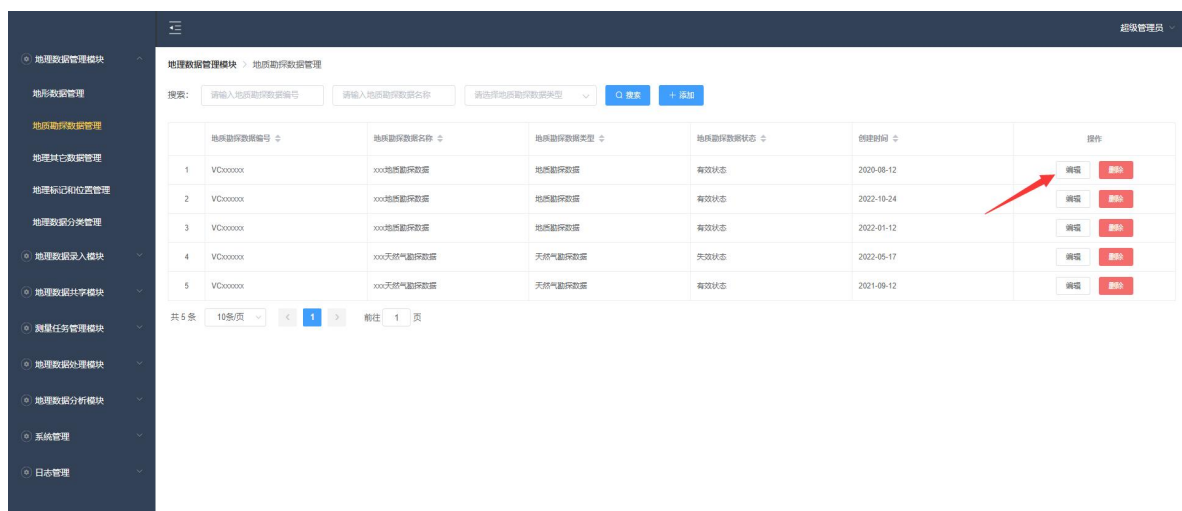 超级管理员
地理数据管理模块
地形数据管理
地质勘探数据管理
地理其它数据管理
地理标记和位置管理
地理数据分类管理
地理数据录入模块
地理数据共享模块
测量任务管理模块
地理数据处理模块
地理数据分析模块
系统管理
日志管理
地理数据管理模块 > 地质勘探数据管理
搜索： 请输入地质勘探数据编号 请输入地质勘探数据名称 请选择地质勘探数据类型 搜索 + 添加
地质勘探数据编号 地质勘探数据名称 地质勘探数据类型 地质勘探数据状态 创建时间 操作
1 VCxxxxxx xxx地质勘探数据 地质勘探数据 有效状态 2020-08-12 编辑 删除
2 VCxxxxxx xxx地质勘探数据 地质勘探数据 有效状态 2022-10-24 编辑 删除
3 VCxxxxxx xxx地质勘探数据 地质勘探数据 有效状态 2022-01-12 编辑 删除
4 VCxxxxxx xxx天然气勘探数据 天然气勘探数据 失效状态 2022-05-17 编辑 删除
5 VCxxxxxx xxx天然气勘探数据 天然气勘探数据 有效状态 2021-09-12 编辑 删除
共 5 条 10条/页 < 1 > 前往 1 页